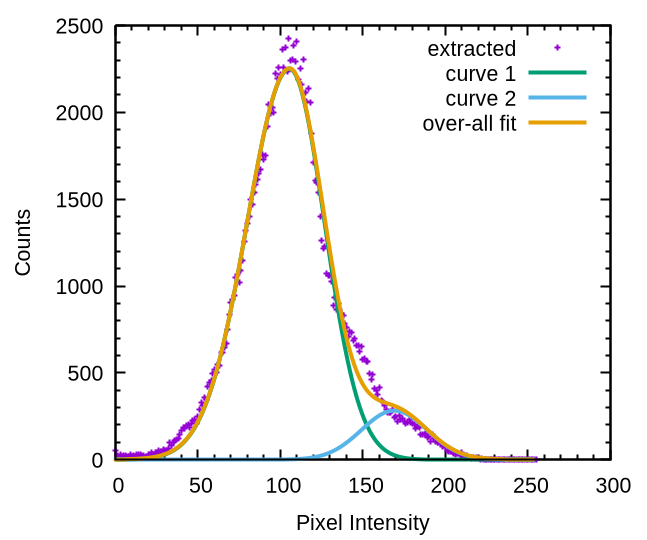 2500
2000
1500
1000
500
0
0 50 100 150 200 250 300
Counts
Pixel Intensity
extracted
curve 1
curve 2
over-all fit